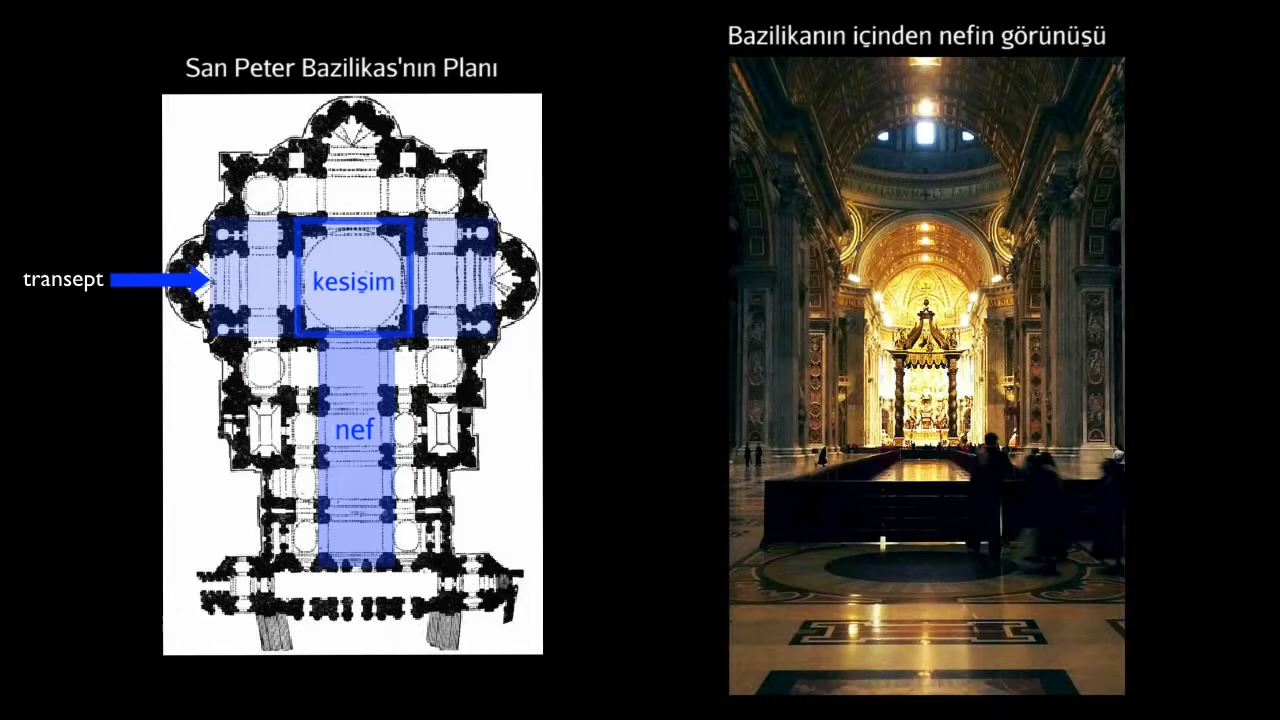 San Peter Bazilikas'nın Planı
transept
kesişim
nef
Bazilikanın içinden nefin görünüşü